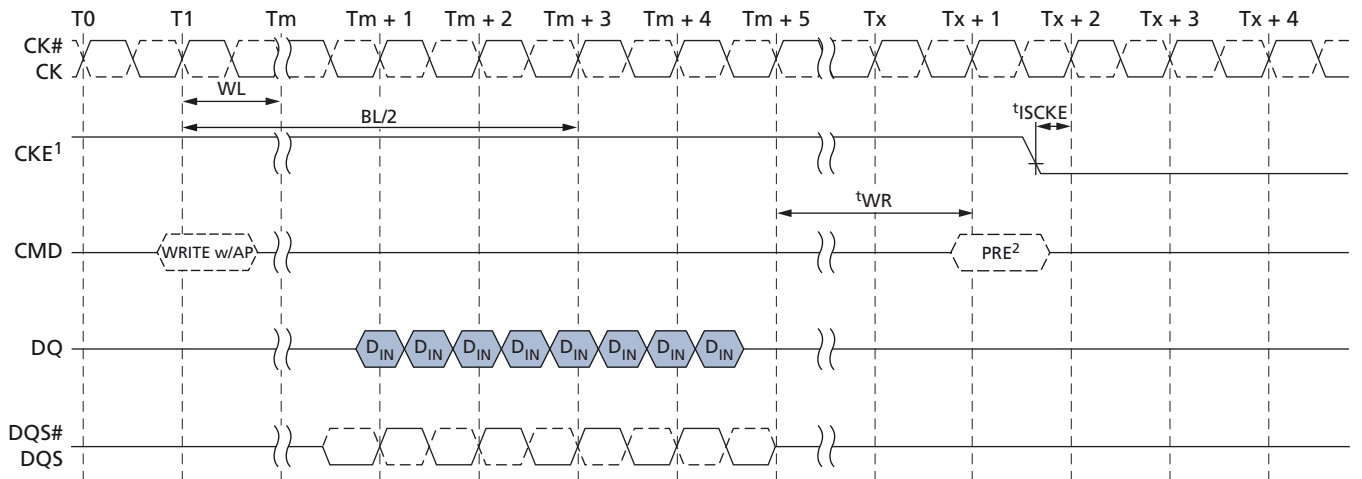 T0 T1 Tm Tm + 1 Tm + 2 Tm + 3 Tm + 4 Tm + 5 Tx Tx + 1 Tx + 2 Tx + 3 Tx + 4
CK#
CK
WL
BL/2
tISCKE
CKE1
tWR
CMD WRITE w/AP PRE2
DQ DIN DIN DIN DIN DIN DIN DIN DIN
DQS#
DQS